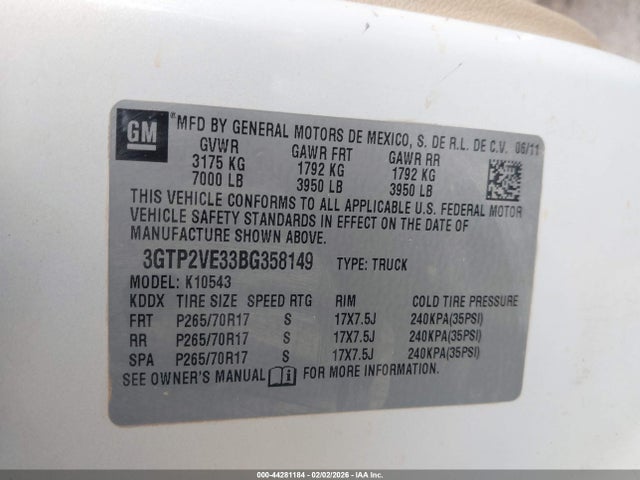 GM ® MFD BY GENERAL MOTORS DE MEXICO, S. DE R.L. DE C.V. 06/11
GVWR GAWR FRT GAWR RR
3175 KG 1792 KG 1792 KG
7000 LB 3950 LB 3950 LB
THIS VEHICLE CONFORMS TO ALL APPLICABLE U.S. FEDERAL MOTOR
VEHICLE SAFETY STANDARDS IN EFFECT ON THE DATE OF
MANUFACTURE SHOWN ABOVE.
3GTP2VE33BG358149 TYPE: TRUCK
MODEL: K10543
KDDX TIRE SIZE SPEED RTG RIM COLD TIRE PRESSURE
FRT P265/70R17 S 17X7.5J 240KPA(35PSI)
RR P265/70R17 S 17X7.5J 240KPA(35PSI)
SPA P265/70R17 S 17X7.5J 240KPA(35PSI)
SEE OWNER'S MANUAL FOR MORE INFORMATION.
000-44281184 - 02/02/2026 - IAA Inc.